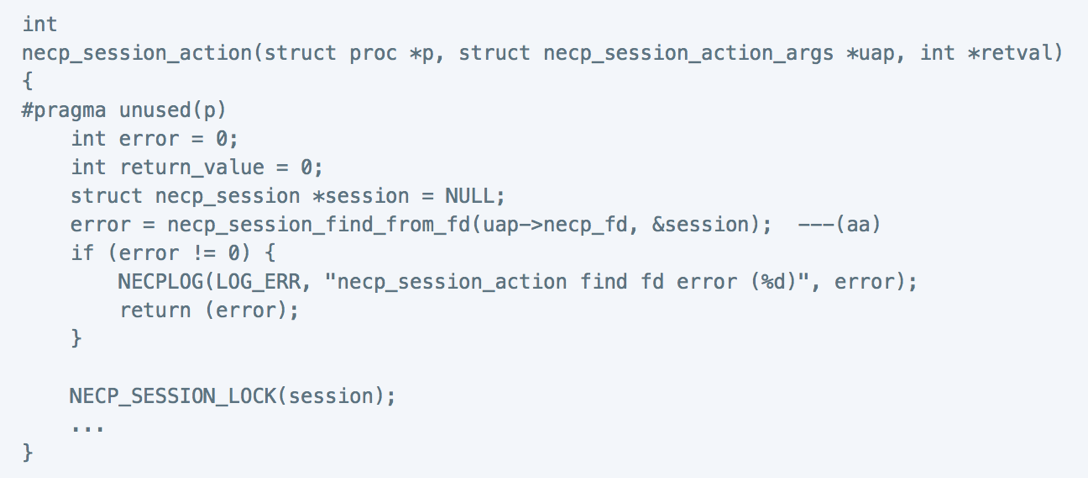 int
necp_session_action(struct proc *p, struct necp_session_action_args *uap, int *retval)
{
#pragma unused(p)
    int error = 0;
    int return_value = 0;
    struct necp_session *session = NULL;
    error = necp_session_find_from_fd(uap->necp_fd, &session);  ---(aa)
    if (error != 0) {
        NECPLOG(LOG_ERR, "necp_session_action find fd error (%d)", error);
        return (error);
    }
    NECP_SESSION_LOCK(session);
    ...
}